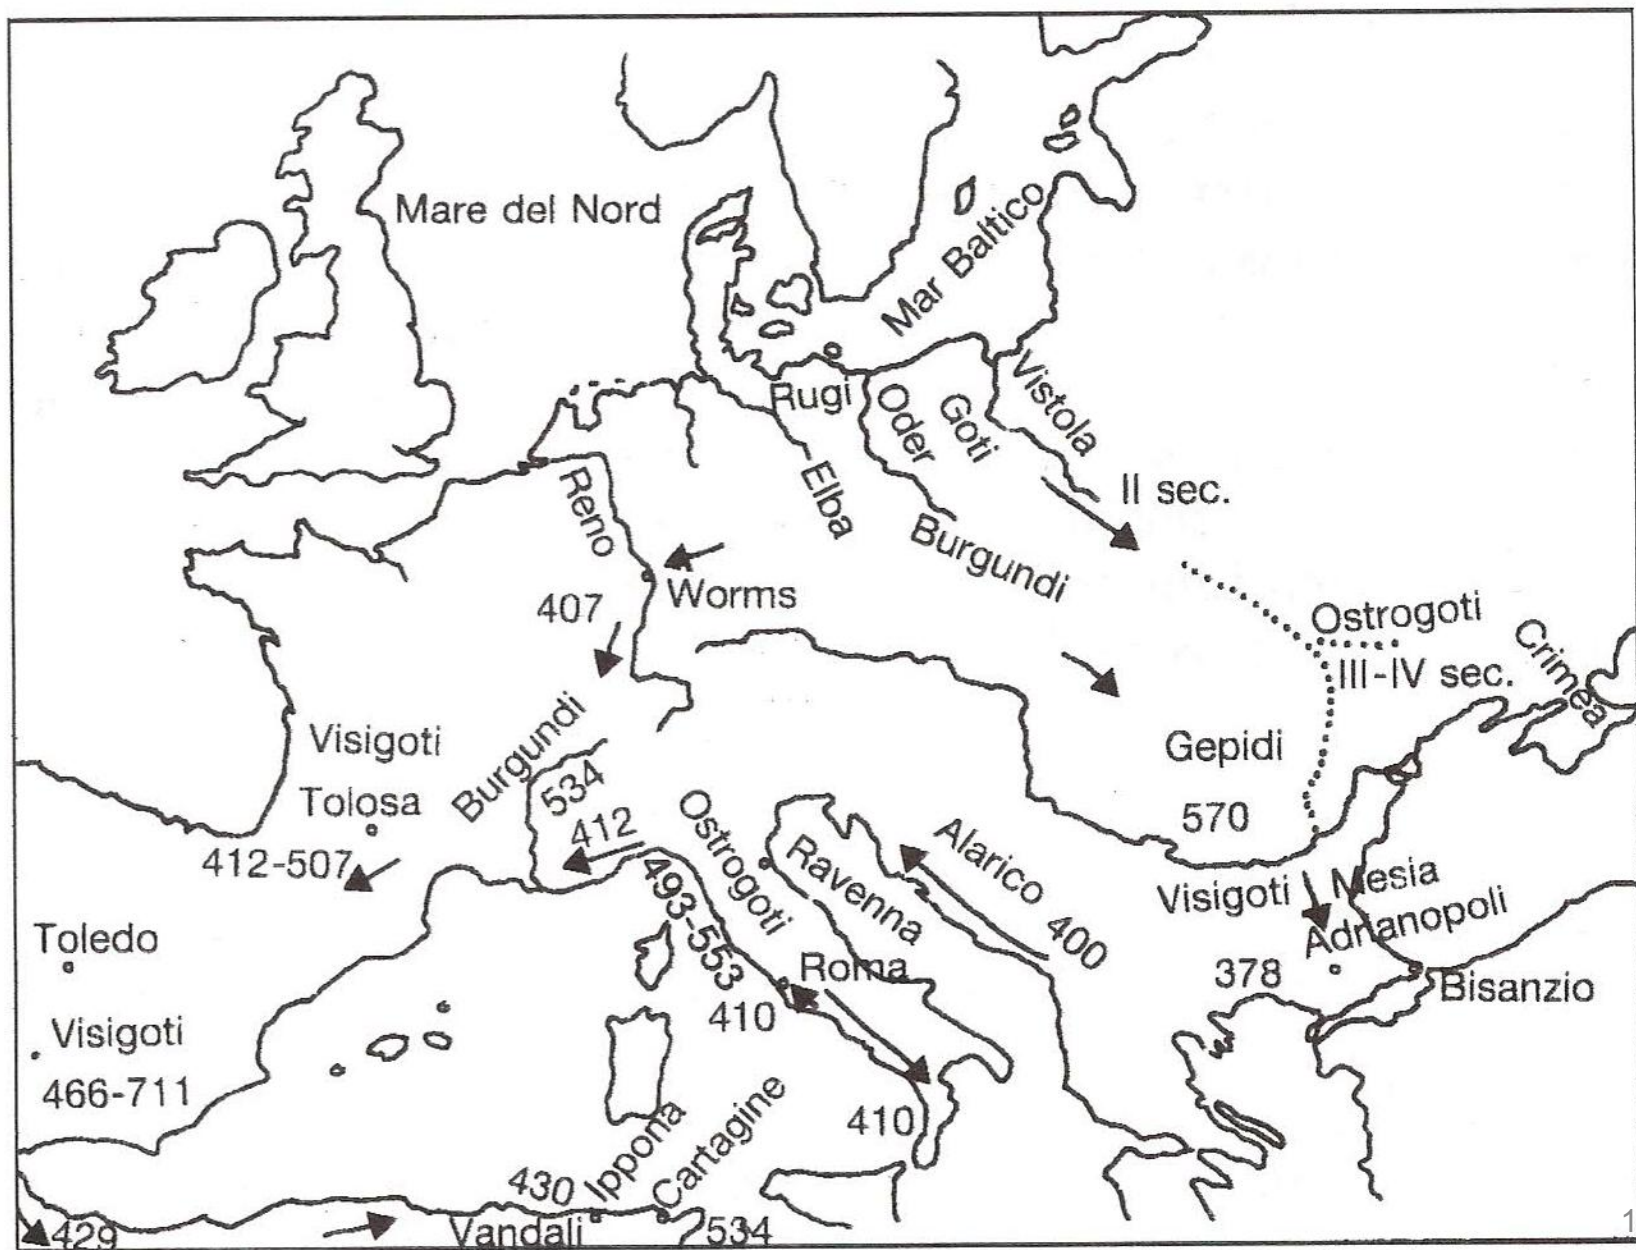 Mare del Nord
Mar Baltico
Rugi
Oder
Goti
Vistola
Elba
II sec.
Reno
Burgundi
Worms
407
Ostrogoti
III-IV sec.
Crimea
Visigoti
Burgundi
Gepidi
Tolosa
534
570
412
412-507
Ostrogoti
493-553
Ravenna
Alarico 400
Visigoti
Mesia
Adrianopoli
Toledo
Roma
378
Bisanzio
410
Visigoti
466-711
410
430
Ippona
Cartagine
429
Vandali
534
1